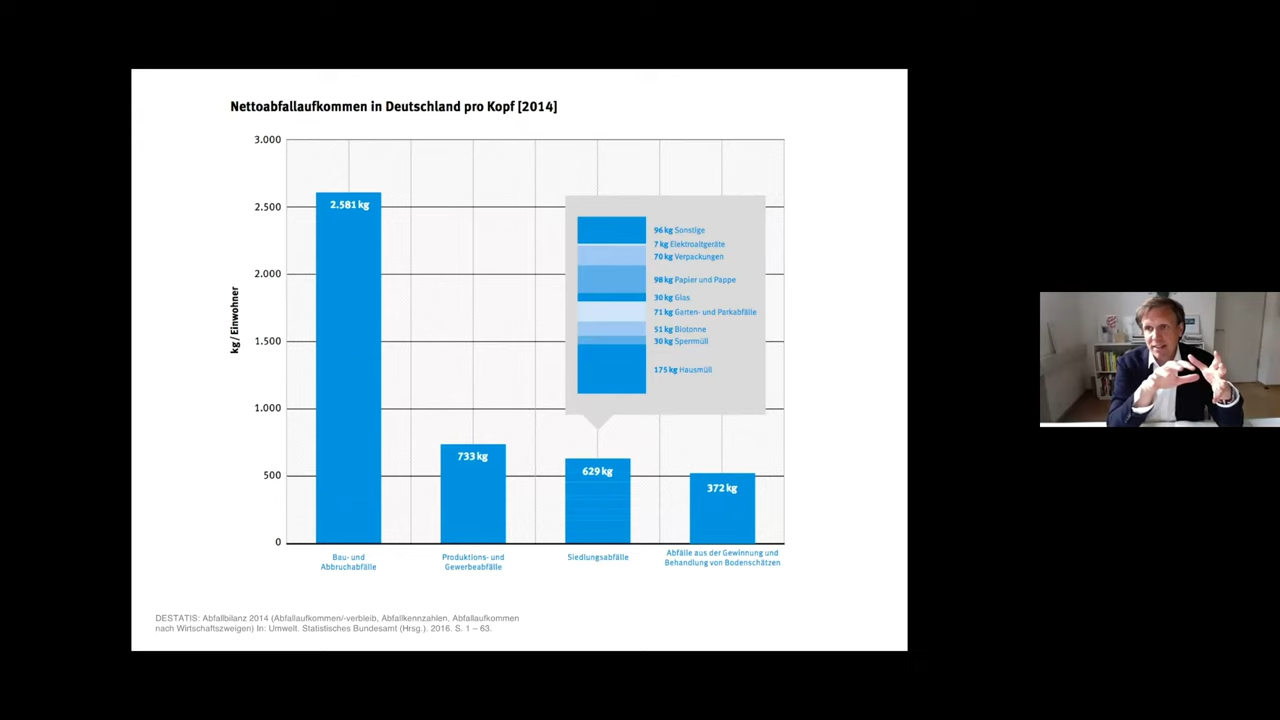 Nettoabfallaufkommen in Deutschland pro Kopf [2014]
3.000
2.500
2.000
1.500
1.000
500
0
kg/Einwohner
2.581 kg
733 kg
629 kg
372 kg
96 kg Sonstige
7 kg Elektroaltgeräte
70 kg Verpackungen
98 kg Papier und Pappe
30 kg Glas
71 kg Garten- und Parkabfälle
51 kg Biotonne
30 kg Sperrmüll
175 kg Hausmüll
Bau- und
Abbruchabfälle
Produktions- und
Gewerbeabfälle
Siedlungsabfälle
Abfälle aus der Gewinnung und
Behandlung von Bodenschätzen
DESTATIS: Abfallbilanz 2014 (Abfallaufkommen/-verbleib, Abfallkennzahlen, Abfallaufkommen
nach Wirtschaftszweigen) In: Umwelt. Statistisches Bundesamt (Hrsg.). 2016. S. 1 – 63.